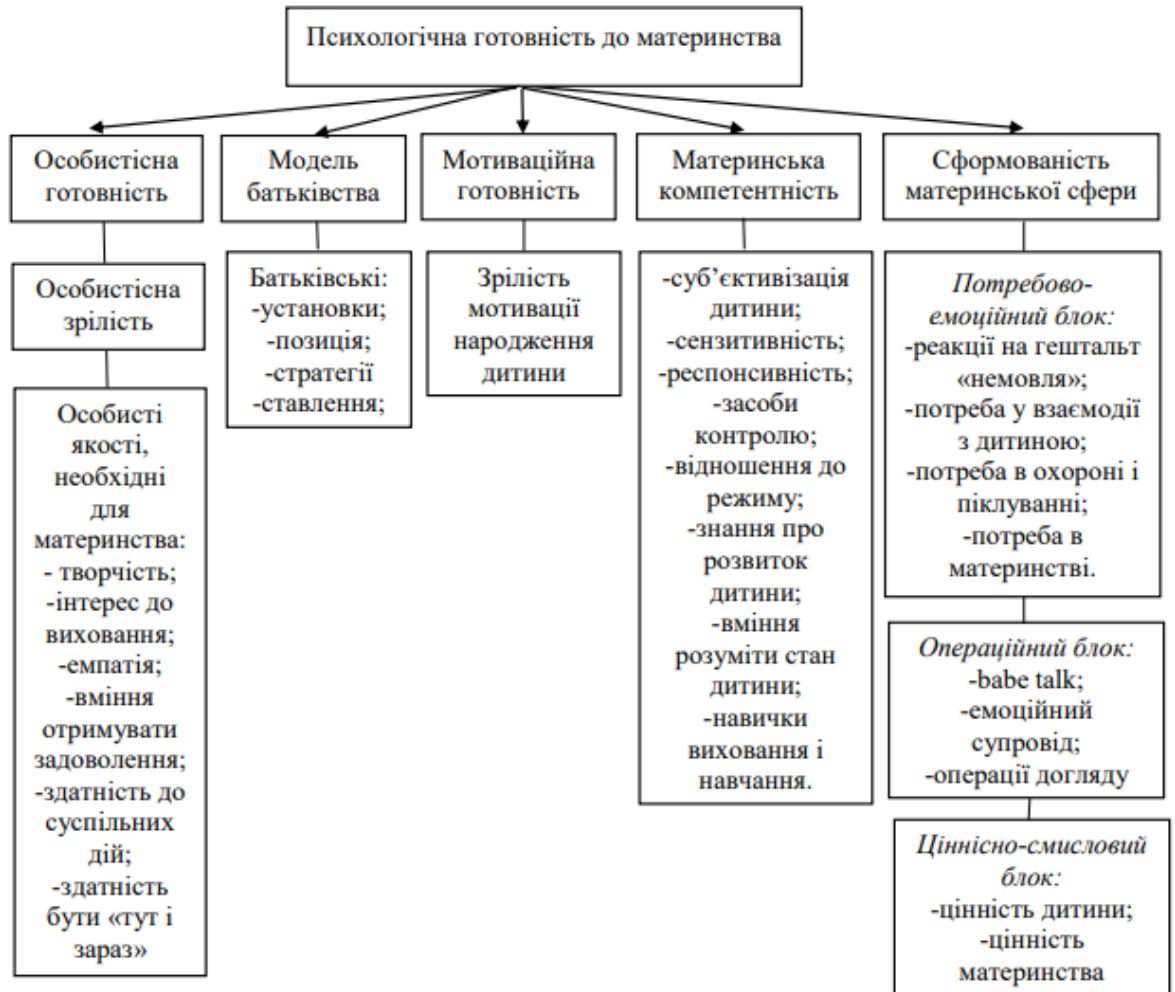 Психологічна готовність до материнства
Особистісна
готовність
Модель
батьківства
Мотиваційна
готовність
Материнська
компетентність
Сформованість
материнської сфери
Особистісна
зрілість
Особисті
якості,
необхідні
для
материнства:
- творчість;
-інтерес до
виховання;
-емпатія;
-вміння
отримувати
задоволення;
-здатність до
суспільних
дій;
-здатність
бути «тут і
зараз»
Батьківські:
-установки;
-позиція;
-стратегії
-ставлення;
Зрілість
мотивації
народження
дитини
-суб’єктивізація
дитини;
-сензитивність;
-респонсивність;
-засоби
контролю;
-відношення до
режиму;
-знання про
розвиток
дитини;
-вміння
розуміти стан
дитини;
-навички
виховання і
навчання.
Потребово-
емоційний блок:
-реакції на гештальт
«немовля»;
-потреба у взаємодії
з дитиною;
-потреба в охороні і
піклуванні;
-потреба в
материнстві.
Операційний блок:
-babe talk;
-емоційний
супровід;
-операції догляду
Ціннісно-смисловий
блок:
-цінність дитини;
-цінність
материнства